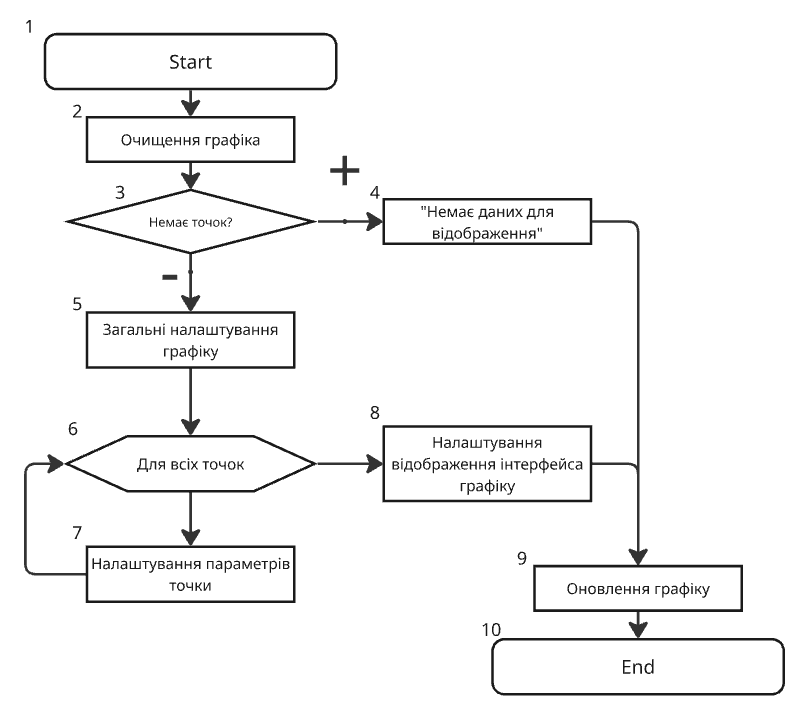 1
Start
2
Очищення графіка
3
Немає точок?
+
4
"Немає даних для
відображення"
-
5
Загальні налаштування
графіку
6
Для всіх точок
7
Налаштування параметрів
точки
8
Налаштування
відображення інтерфейса
графіку
9
Оновлення графіку
10
End